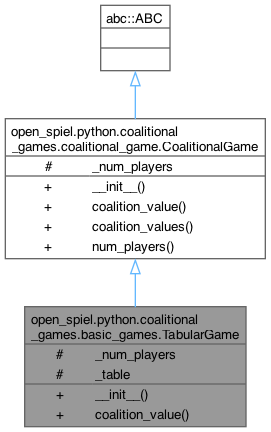 abc::ABC
open_spiel.python.coalitional
_games.coalitional_game.CoalitionalGame
# _num_players
+ __init__()
+ coalition_value()
+ coalition_values()
+ num_players()
open_spiel.python.coalitional
_games.basic_games.TabularGame
# _num_players
# _table
+ __init__()
+ coalition_value()